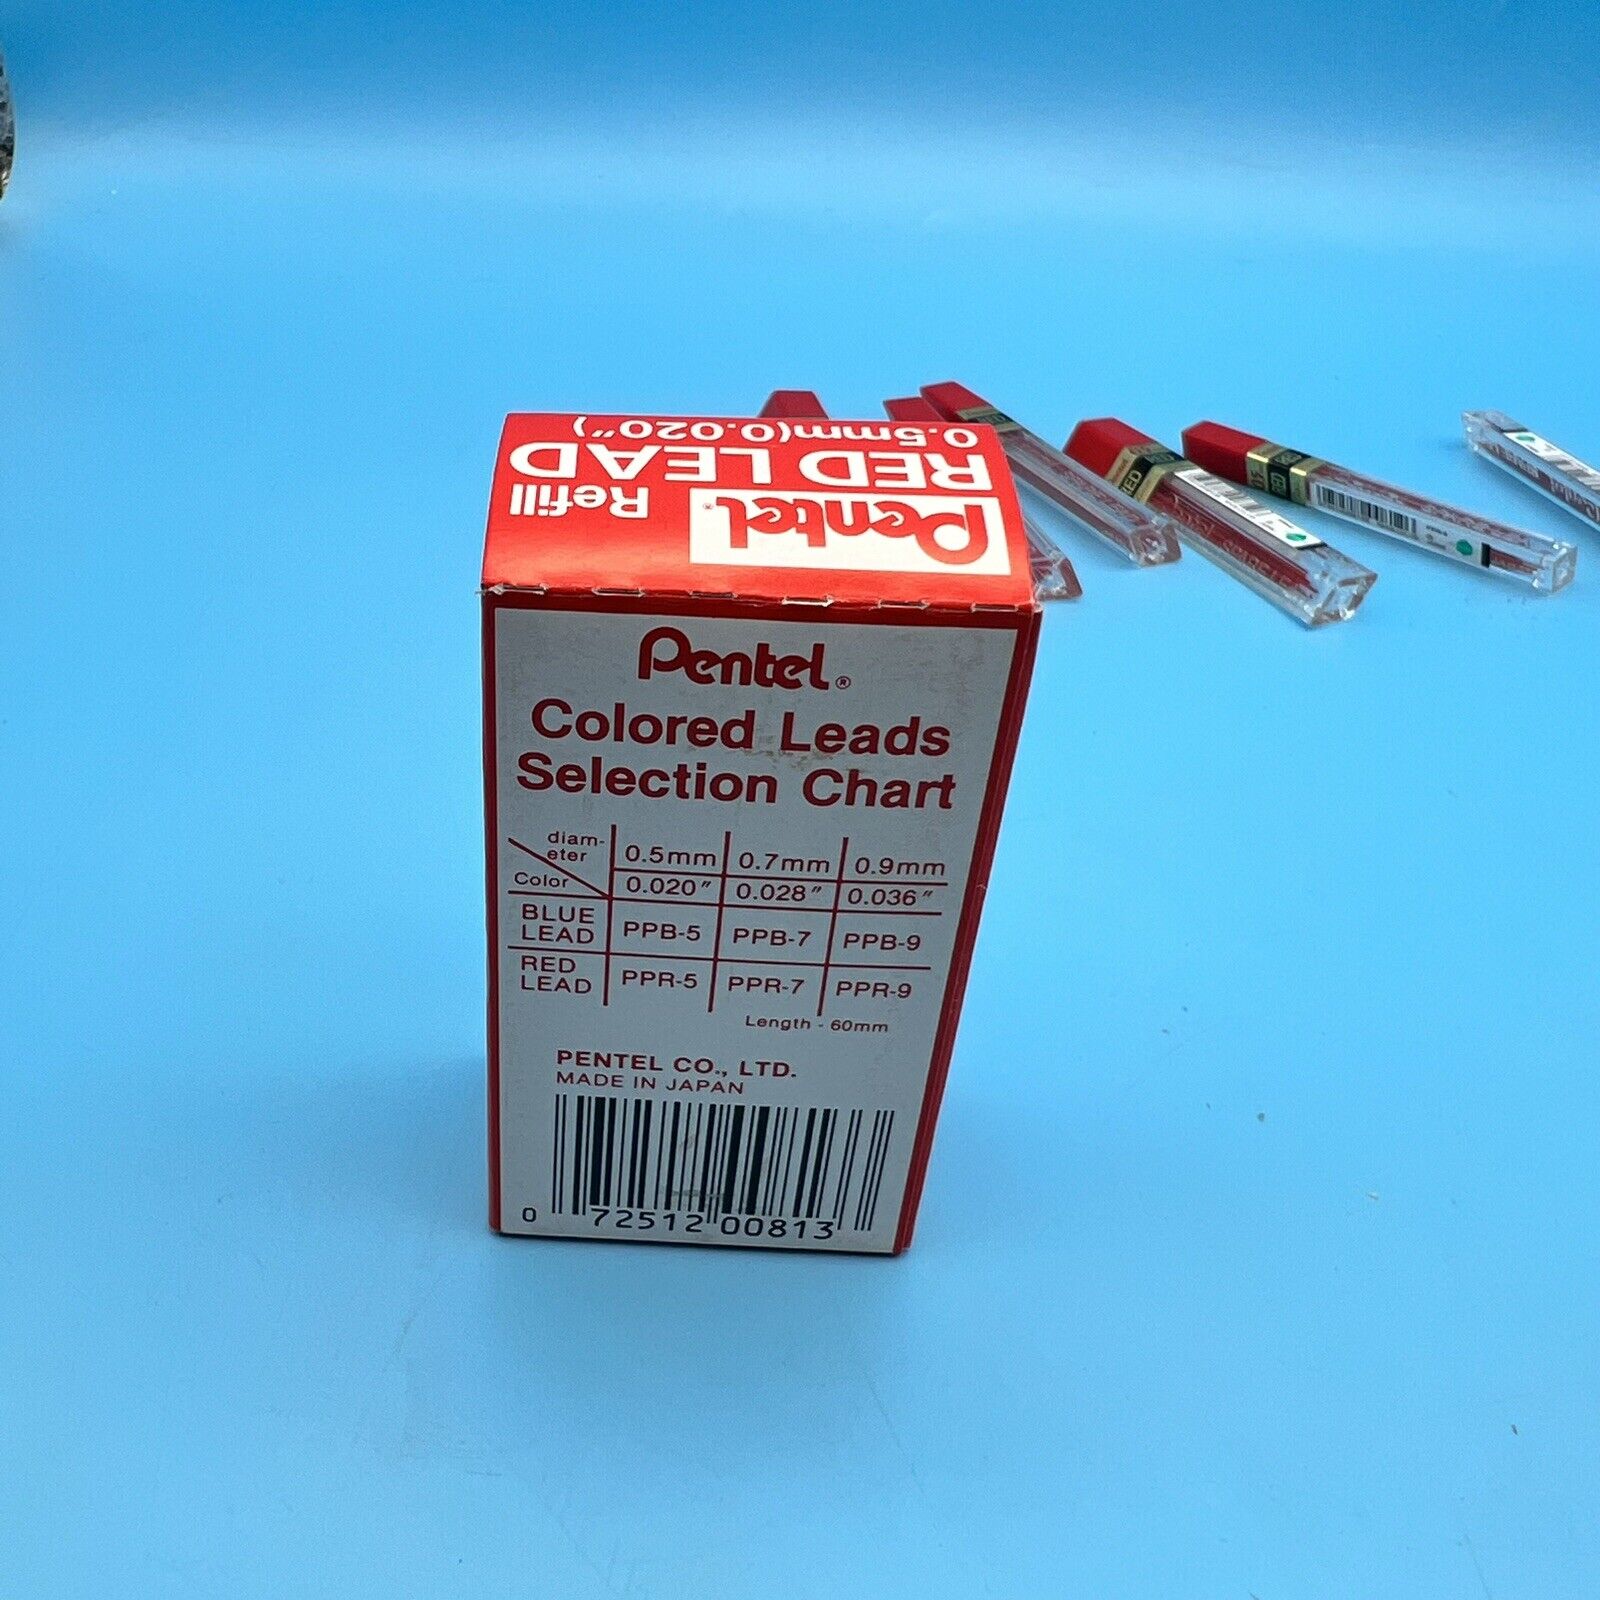 Pentel®
Refill
RED LEAD
0.5mm(0.020")
Pentel®
Colored Leads
Selection Chart
diam-
eter
Color
0.5mm 0.7mm 0.9mm
0.020" 0.028" 0.036"
BLUE
LEAD
PPB-5 PPB-7 PPB-9
RED
LEAD
PPR-5 PPR-7 PPR-9
Length - 60mm
PENTEL CO., LTD.
MADE IN JAPAN
0 72512 00813
RED
RED